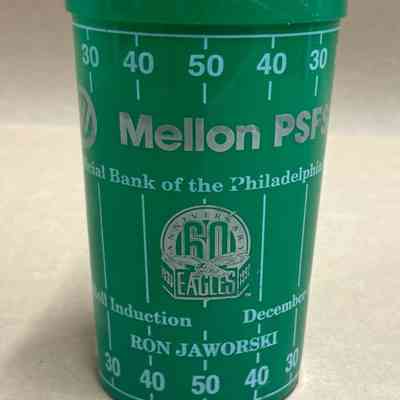 30 40 50 40 30
Mellon PSFS
cial Bank of the Philadelphia
ANNIVERSARY
60
EAGLES
Induction December
RON JAWORSKI
30 40 50 40 30